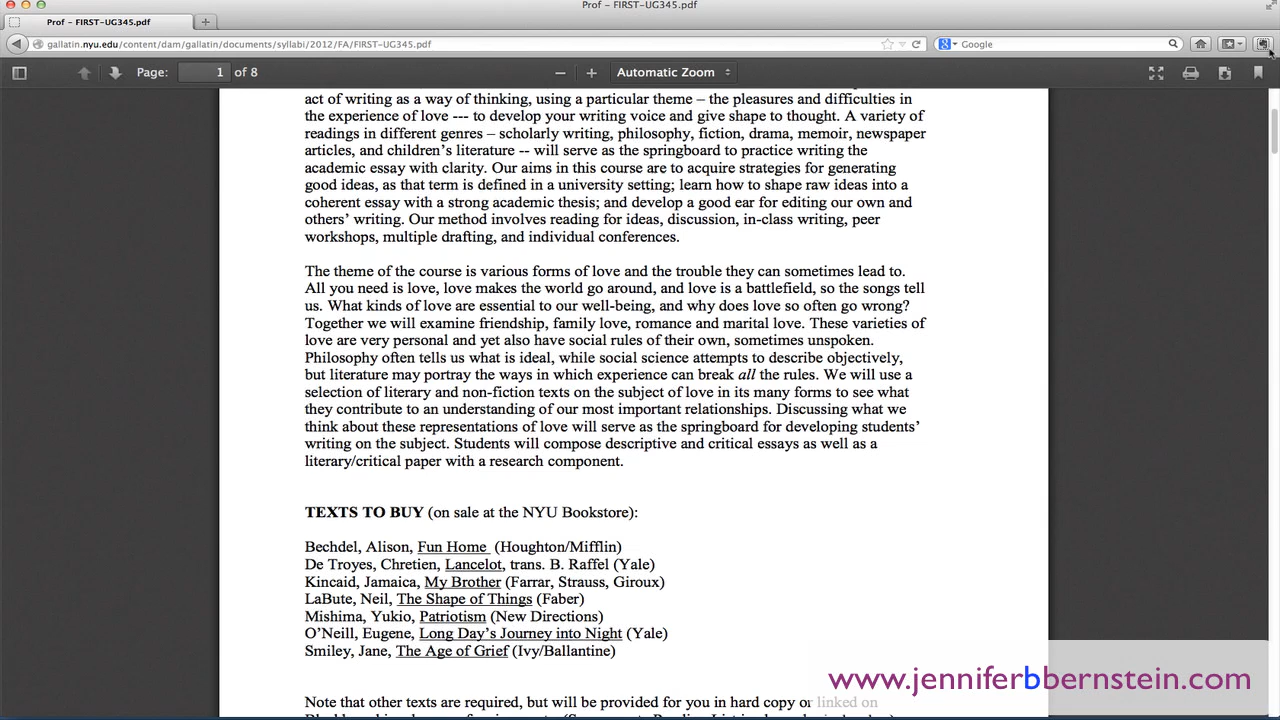 Prof - FIRST-UG345.pdf
Prof - FIRST-UG345.pdf
gallatin.nyu.edu/content/dam/gallatin/documents/syllabi/2012/FA/FIRST-UG345.pdf
Google
Page: 1 of 8
Automatic Zoom
act of writing as a way of thinking, using a particular theme – the pleasures and difficulties in
the experience of love --- to develop your writing voice and give shape to thought. A variety of
readings in different genres – scholarly writing, philosophy, fiction, drama, memoir, newspaper
articles, and children's literature -- will serve as the springboard to practice writing the
academic essay with clarity. Our aims in this course are to acquire strategies for generating
good ideas, as that term is defined in a university setting; learn how to shape raw ideas into a
coherent essay with a strong academic thesis; and develop a good ear for editing our own and
others' writing. Our method involves reading for ideas, discussion, in-class writing, peer
workshops, multiple drafting, and individual conferences.
The theme of the course is various forms of love and the trouble they can sometimes lead to.
All you need is love, love makes the world go around, and love is a battlefield, so the songs tell
us. What kinds of love are essential to our well-being, and why does love so often go wrong?
Together we will examine friendship, family love, romance and marital love. These varieties of
love are very personal and yet also have social rules of their own, sometimes unspoken.
Philosophy often tells us what is ideal, while social science attempts to describe objectively,
but literature may portray the ways in which experience can break all the rules. We will use a
selection of literary and non-fiction texts on the subject of love in its many forms to see what
they contribute to an understanding of our most important relationships. Discussing what we
think about these representations of love will serve as the springboard for developing students'
writing on the subject. Students will compose descriptive and critical essays as well as a
literary/critical paper with a research component.
TEXTS TO BUY (on sale at the NYU Bookstore):
Bechdel, Alison, Fun Home (Houghton/Mifflin)
De Troyes, Chretien, Lancelot, trans. B. Raffel (Yale)
Kincaid, Jamaica, My Brother (Farrar, Strauss, Giroux)
LaBute, Neil, The Shape of Things (Faber)
Mishima, Yukio, Patriotism (New Directions)
O'Neill, Eugene, Long Day's Journey into Night (Yale)
Smiley, Jane, The Age of Grief (Ivy/Ballantine)
www.jenniferbbernstein.com
Note that other texts are required, but will be provided for you in hard copy or linked on